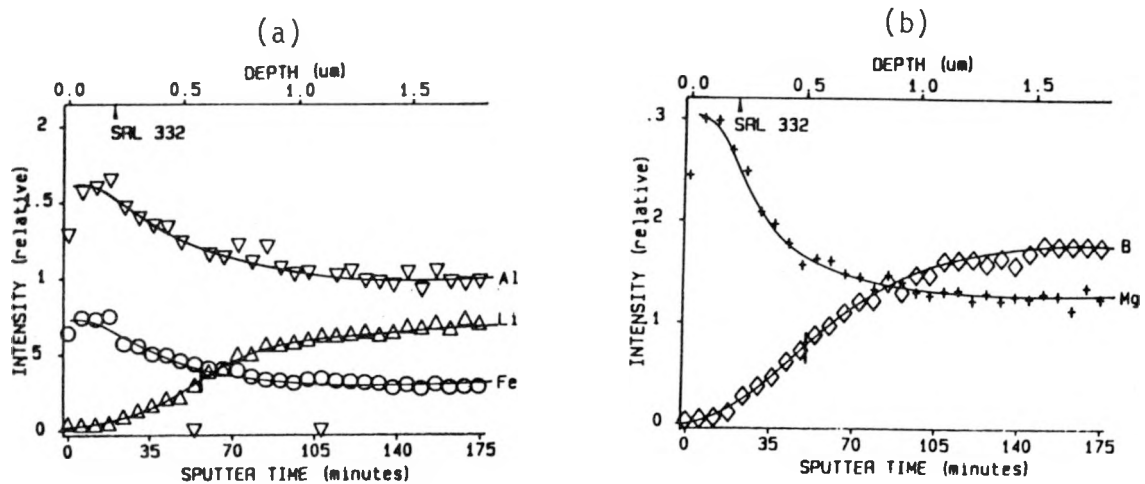 (a)
DEPTH (um)
0.0 0.5 1.0 1.5
SRL 332
2
1.5
1
5
0
INTENSITY (relative)
Al
Li
Fe
0 35 70 105 140 175
SPUTTER TIME (minutes)
(b)
DEPTH (um)
0.0 0.5 1.0 1.5
SRL 332
.3
.2
.1
0
INTENSITY (relative)
B
Mg
0 35 70 105 140 175
SPUTTER TIME (minutes)